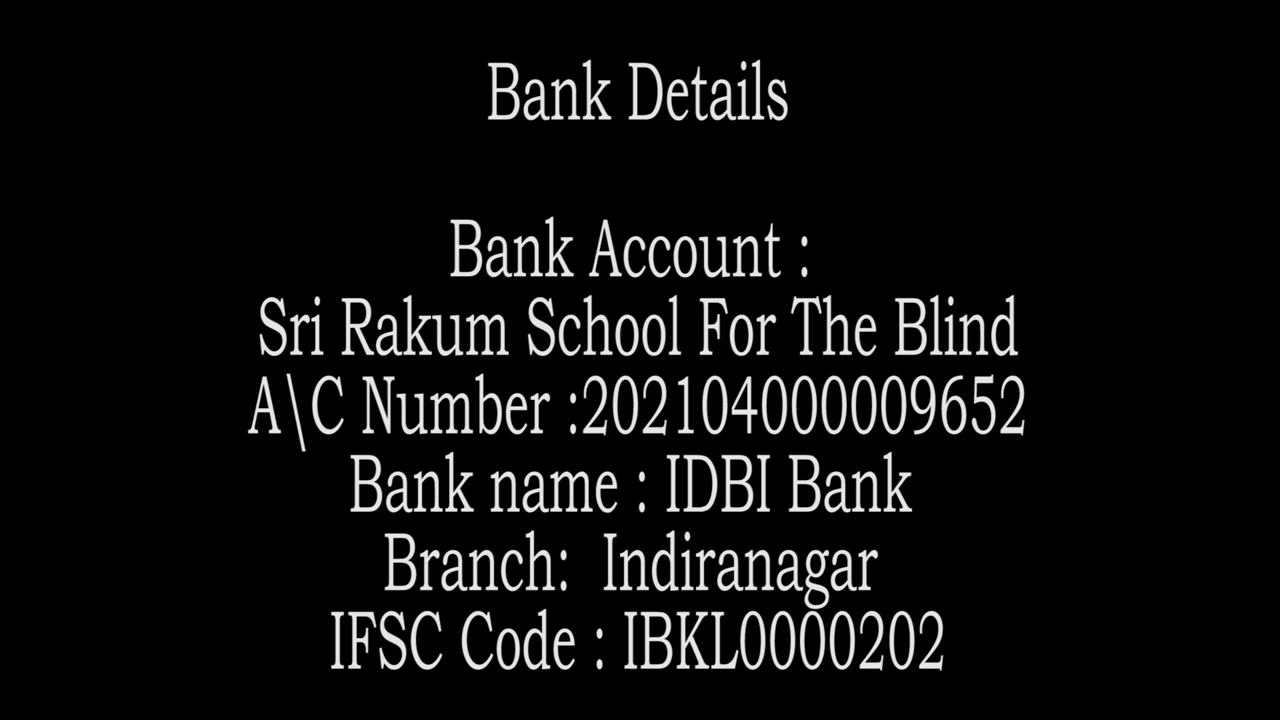 Bank Details
Bank Account :
Sri Rakum School For The Blind
A\C Number :202104000009652
Bank name : IDBI Bank
Branch:  Indiranagar
IFSC Code : IBKL0000202